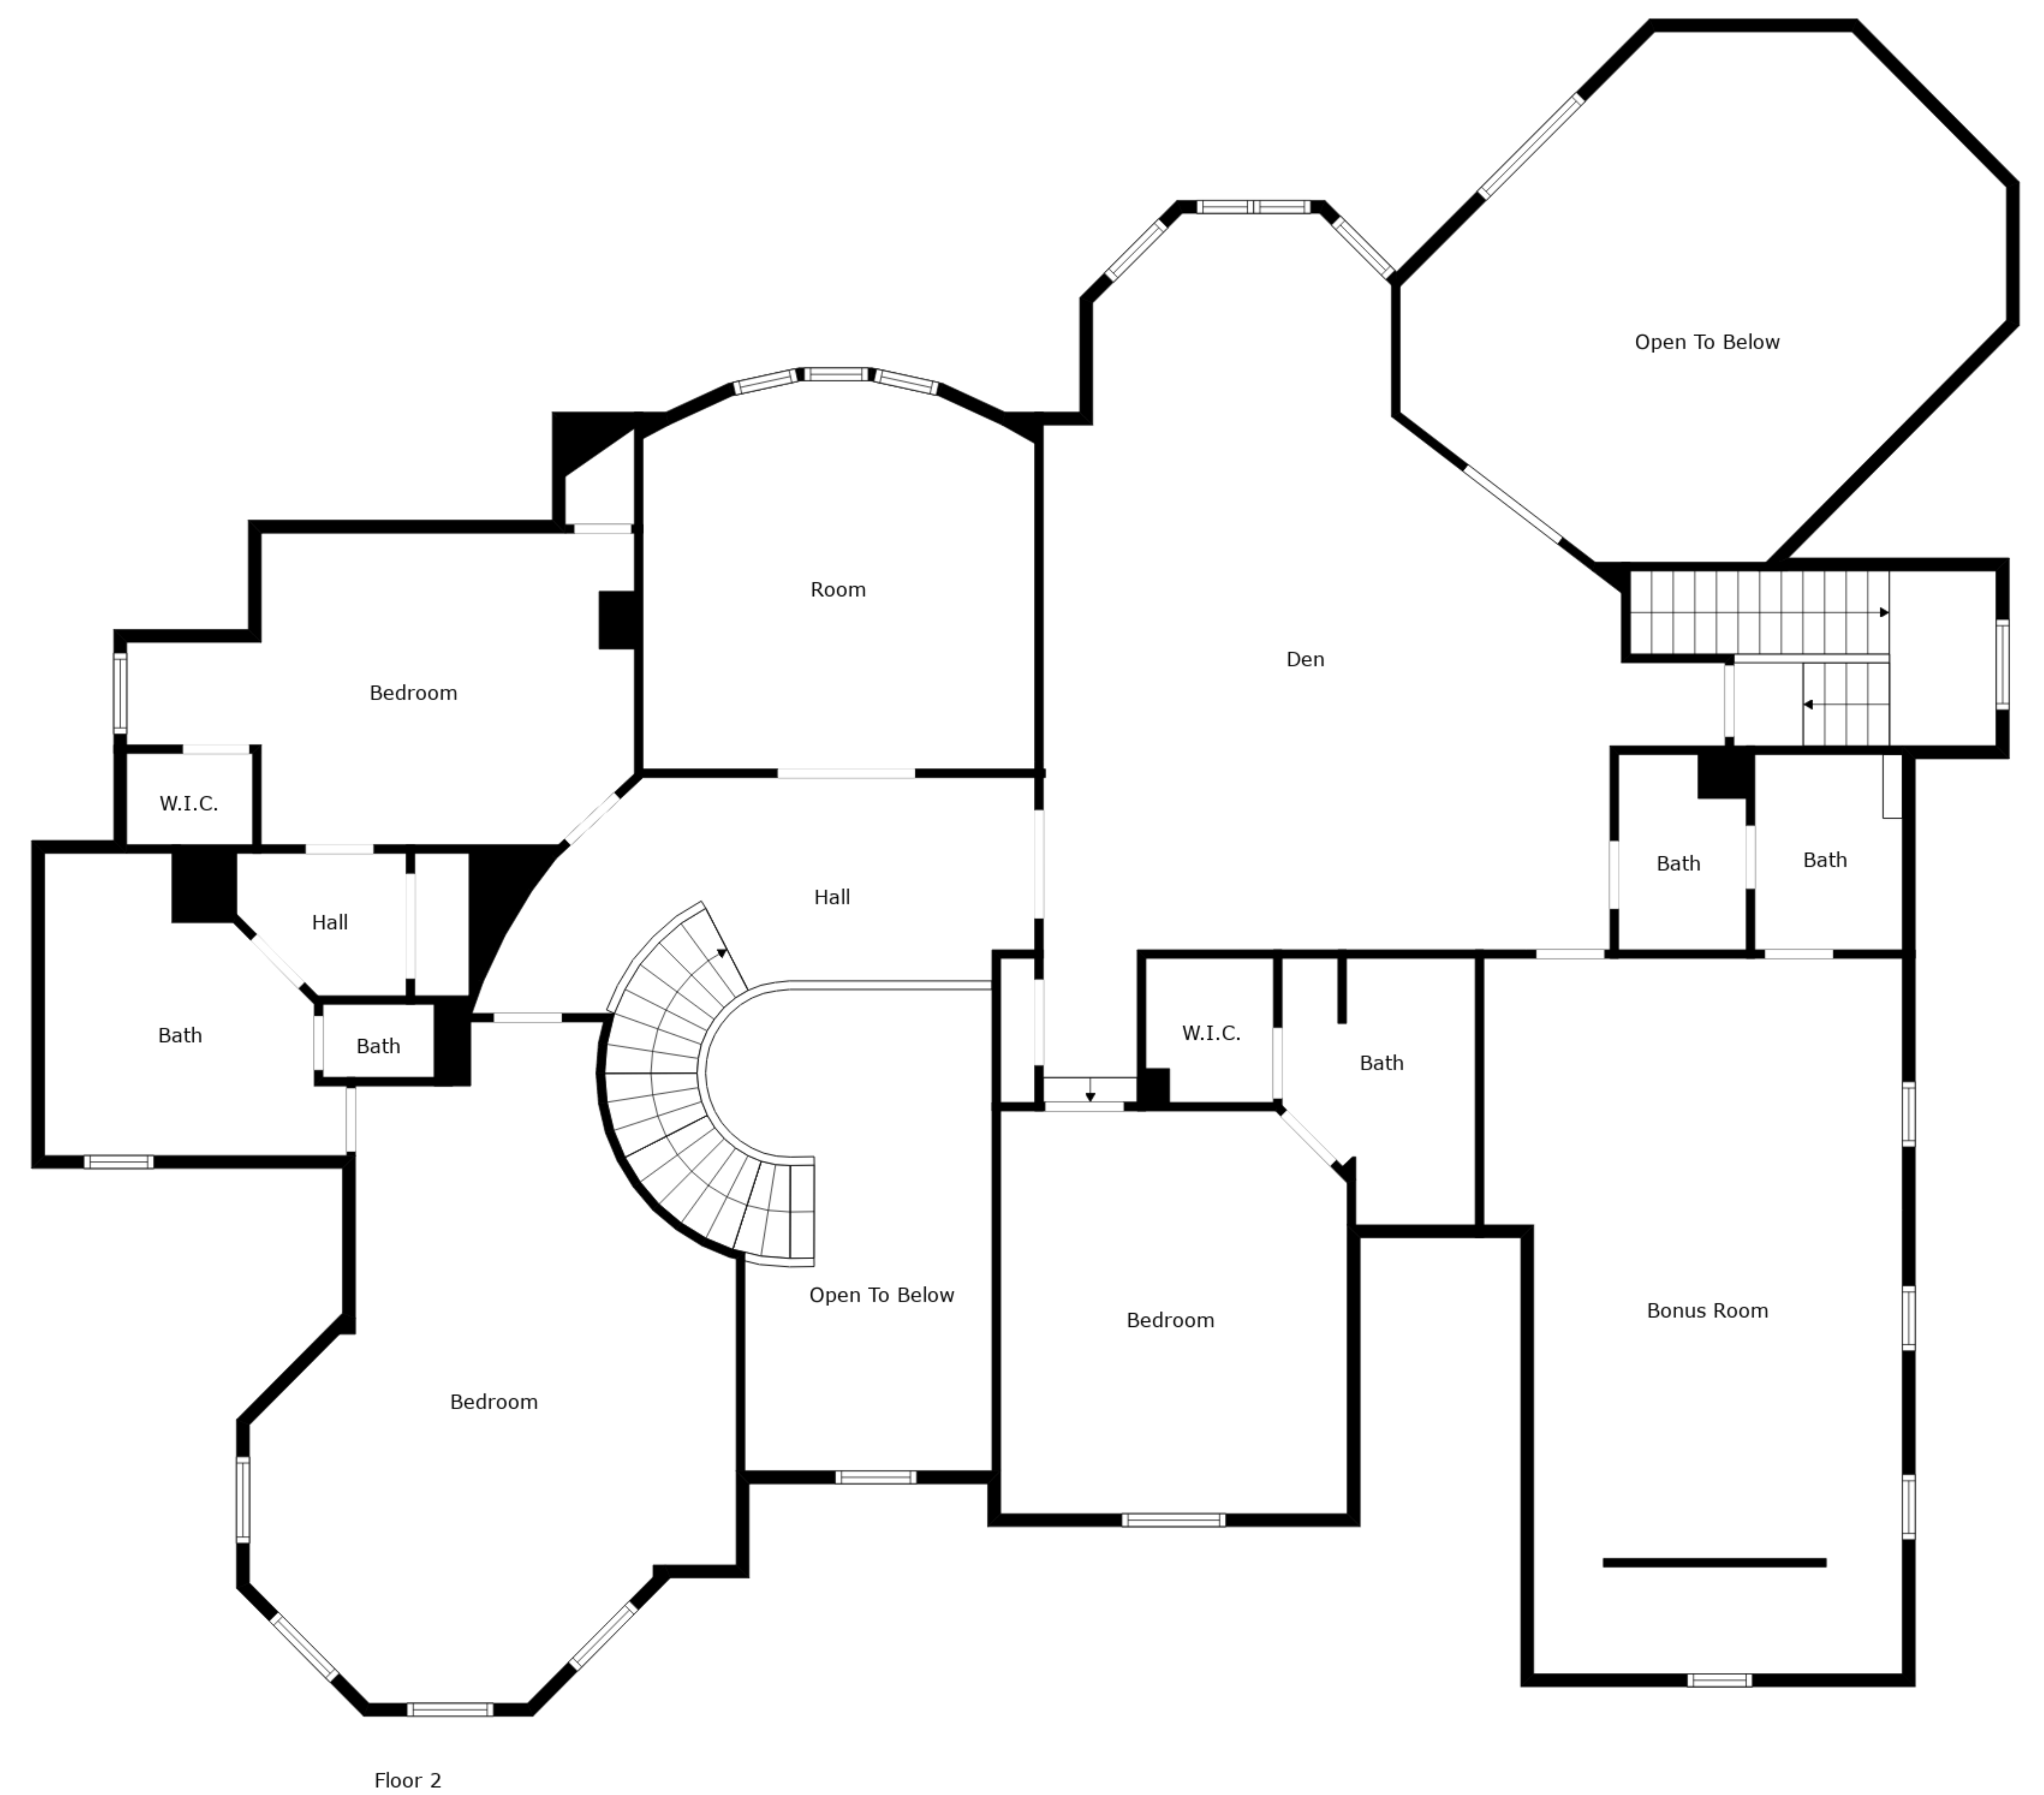 Open To Below
Room
Den
Bedroom
W.I.C.
Bath
Bath
Hall
Hall
W.I.C.
Bath
Bath
Bath
Open To Below
Bedroom
Bonus Room
Bedroom
Floor 2